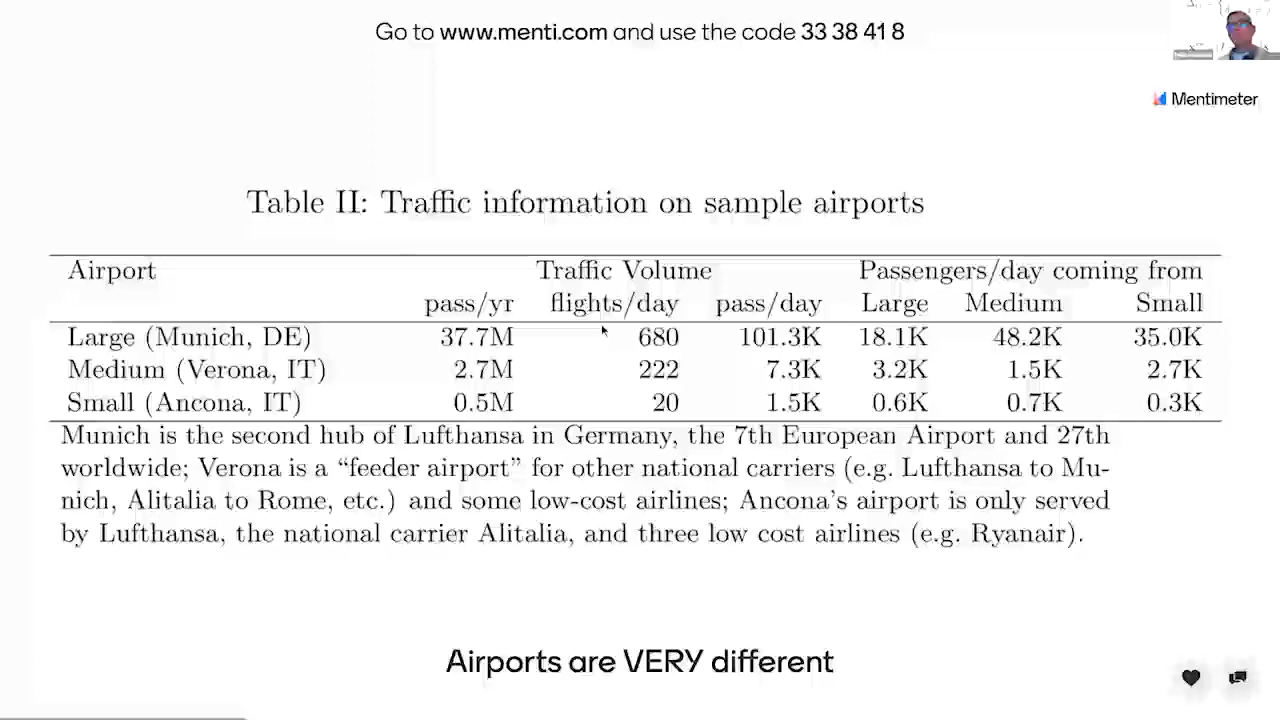 Go to www.menti.com and use the code 33 38 41 8
Mentimeter
Table II: Traffic information on sample airports
Airport Traffic Volume Passengers/day coming from
pass/yr flights/day pass/day Large Medium Small
Large (Munich, DE) 37.7M 680 101.3K 18.1K 48.2K 35.0K
Medium (Verona, IT) 2.7M 222 7.3K 3.2K 1.5K 2.7K
Small (Ancona, IT) 0.5M 20 1.5K 0.6K 0.7K 0.3K
Munich is the second hub of Lufthansa in Germany, the 7th European Airport and 27th
worldwide; Verona is a “feeder airport” for other national carriers (e.g. Lufthansa to Mu-
nich, Alitalia to Rome, etc.) and some low-cost airlines; Ancona’s airport is only served
by Lufthansa, the national carrier Alitalia, and three low cost airlines (e.g. Ryanair).
Airports are VERY different